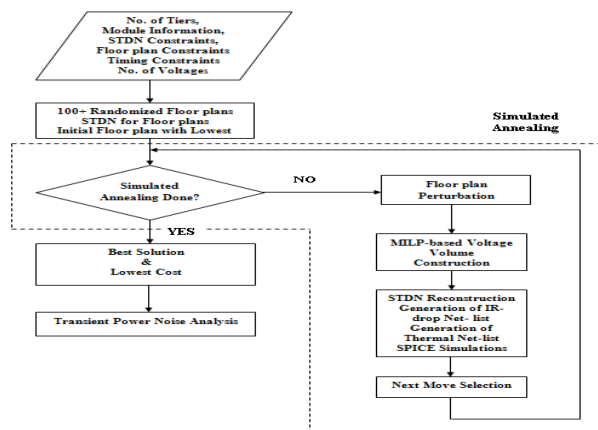 No. of Tiers,
Module Information,
STDN Constraints,
Floor plan Constraints
Timing Constraints
No. of Voltages
100+ Randomized Floor plans
STDN for Floor plans
Initial Floor plan with Lowest
Simulated
Annealing
Simulated
Annealing Done?
NO
Floor plan
Perturbation
YES
Best Solution
&
Lowest Cost
MILP-based Voltage
Volume
Construction
Transient Power Noise Analysis
STDN Reconstruction
Generation of IR-
drop Net- list
Generation of
Thermal Net-list
SPICE Simulations
Next Move Selection